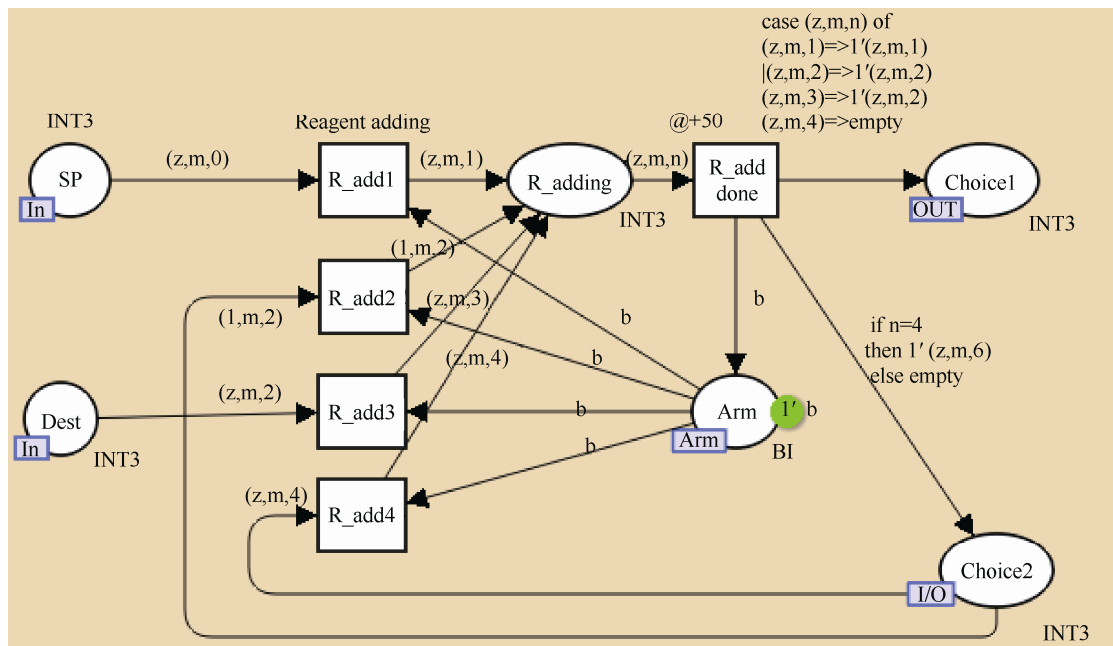 case (z,m,n) of
(z,m,1)=>1′(z,m,1)
|(z,m,2)=>1′(z,m,2)
(z,m,3)=>1′(z,m,2)
(z,m,4)=>empty
INT3
Reagent adding
@+50
SP
In
(z,m,0)
R_add1
(z,m,1)
R_adding
INT3
(z,m,n)
R_add
done
Choice1
OUT
INT3
(1,m,2)
R_add2
(1,m,2)
(z,m,3)
b
b
b
if n=4
then 1′ (z,m,6)
else empty
(z,m,4)
Dest
In
INT3
(z,m,2)
R_add3
b
Arm
1′ b
Arm
BI
b
(z,m,4)
R_add4
Choice2
I/O
INT3